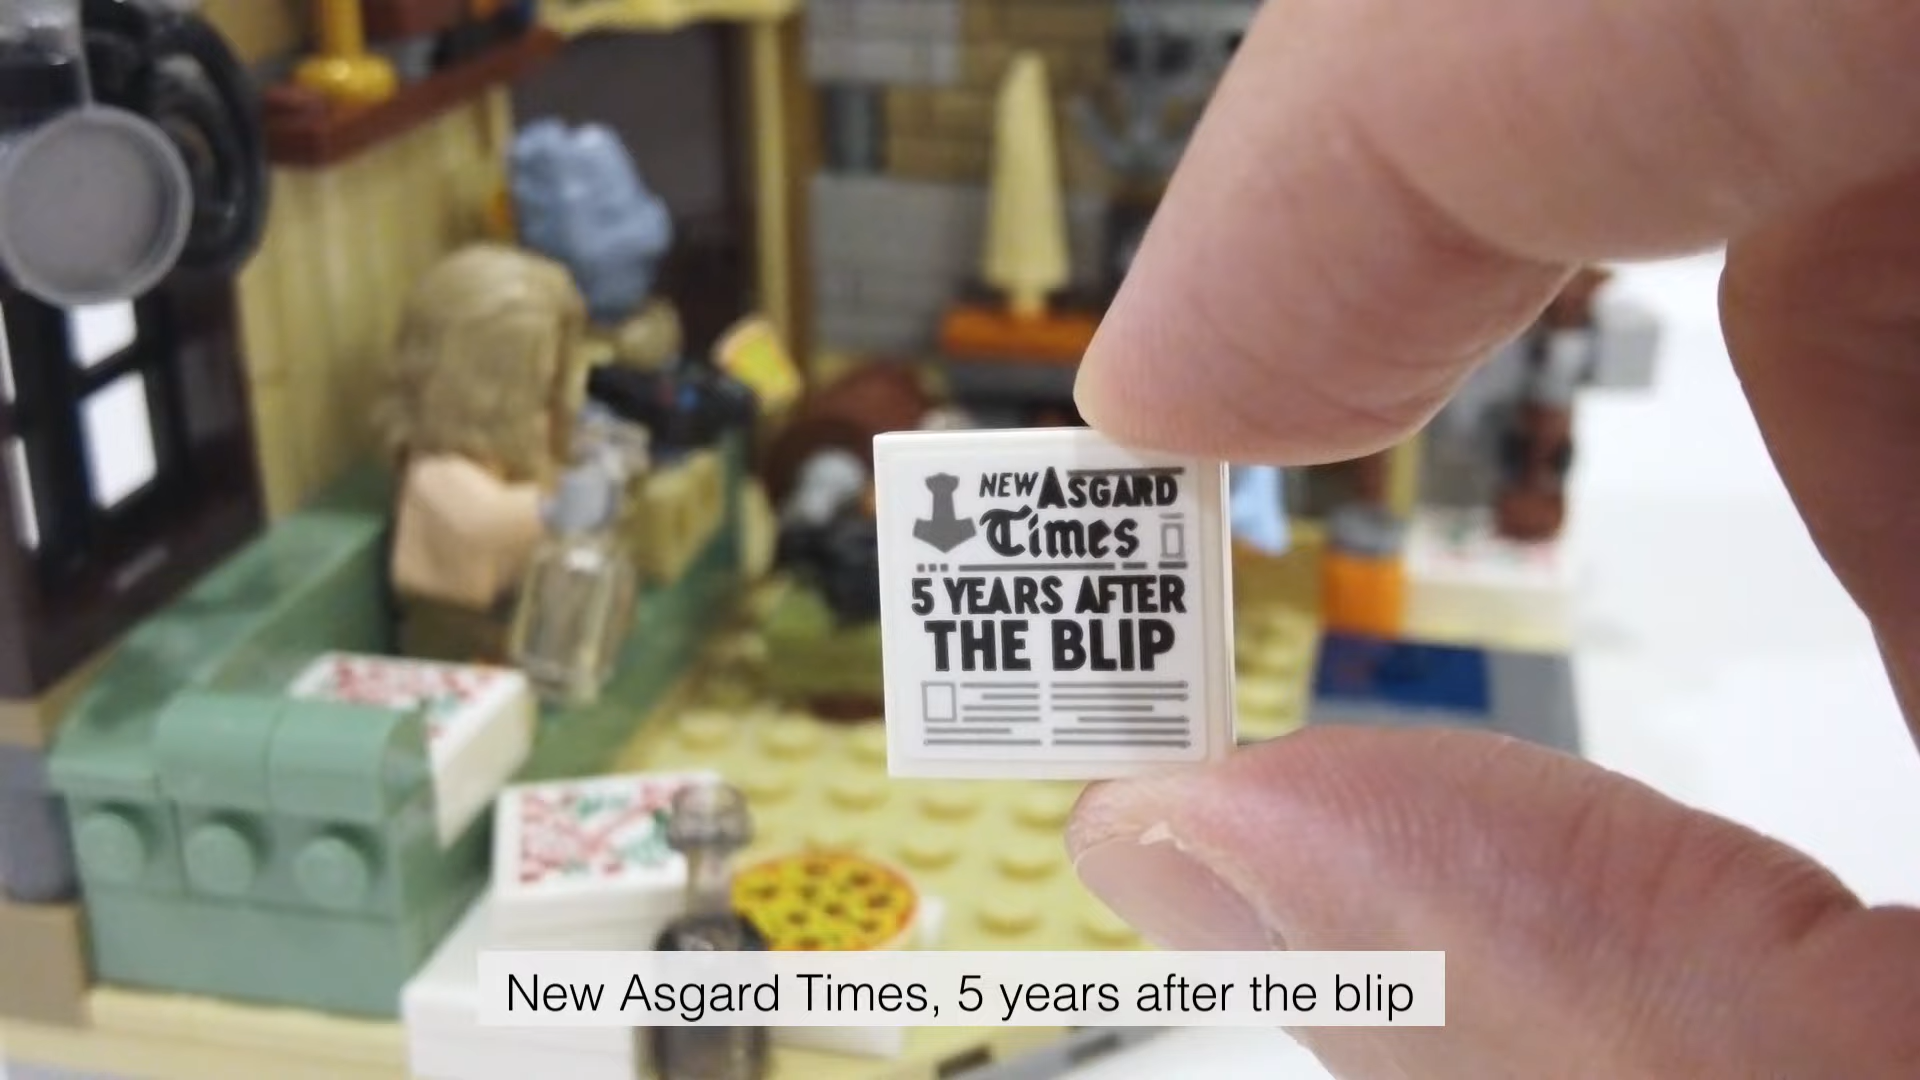 NEW ASGARD
Times
5 YEARS AFTER
THE BLIP
New Asgard Times, 5 years after the blip